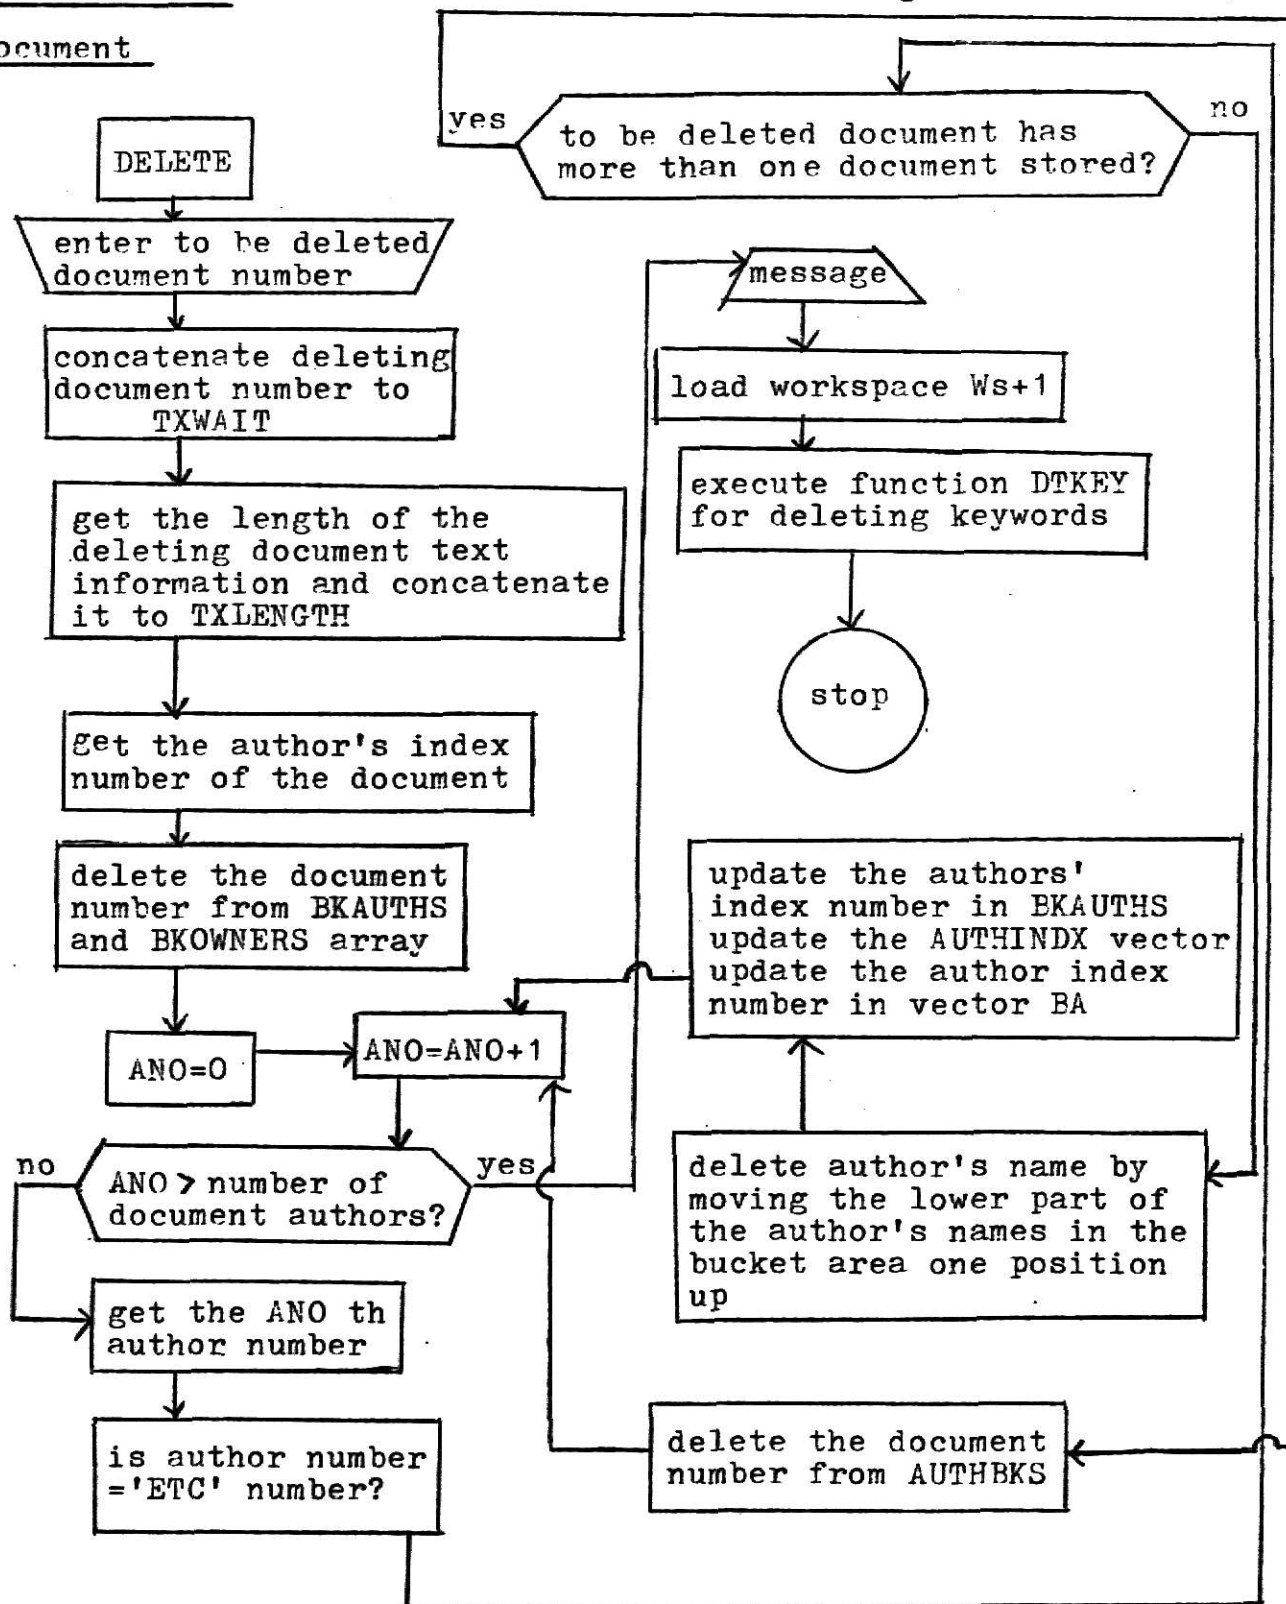 ocument
DELETE
enter to be deleted
document number
concatenate deleting
document number to
TXWAIT
get the length of the
deleting document text
information and concatenate
it to TXLENGTH
get the author's index
number of the document
delete the document
number from BKAUTHS
and BKOWNERS array
ANO=0
ANO=ANO+1
no
ANO > number of
document authors?
yes
get the ANO th
author number
is author number
='ETC' number?
yes
to be deleted document has
more than one document stored?
no
message
load workspace Ws+1
execute function DTKEY
for deleting keywords
stop
update the authors'
index number in BKAUTHS
update the AUTHINDX vector
update the author index
number in vector BA
delete author's name by
moving the lower part of
the author's names in the
bucket area one position
up
delete the document
number from AUTHBKS